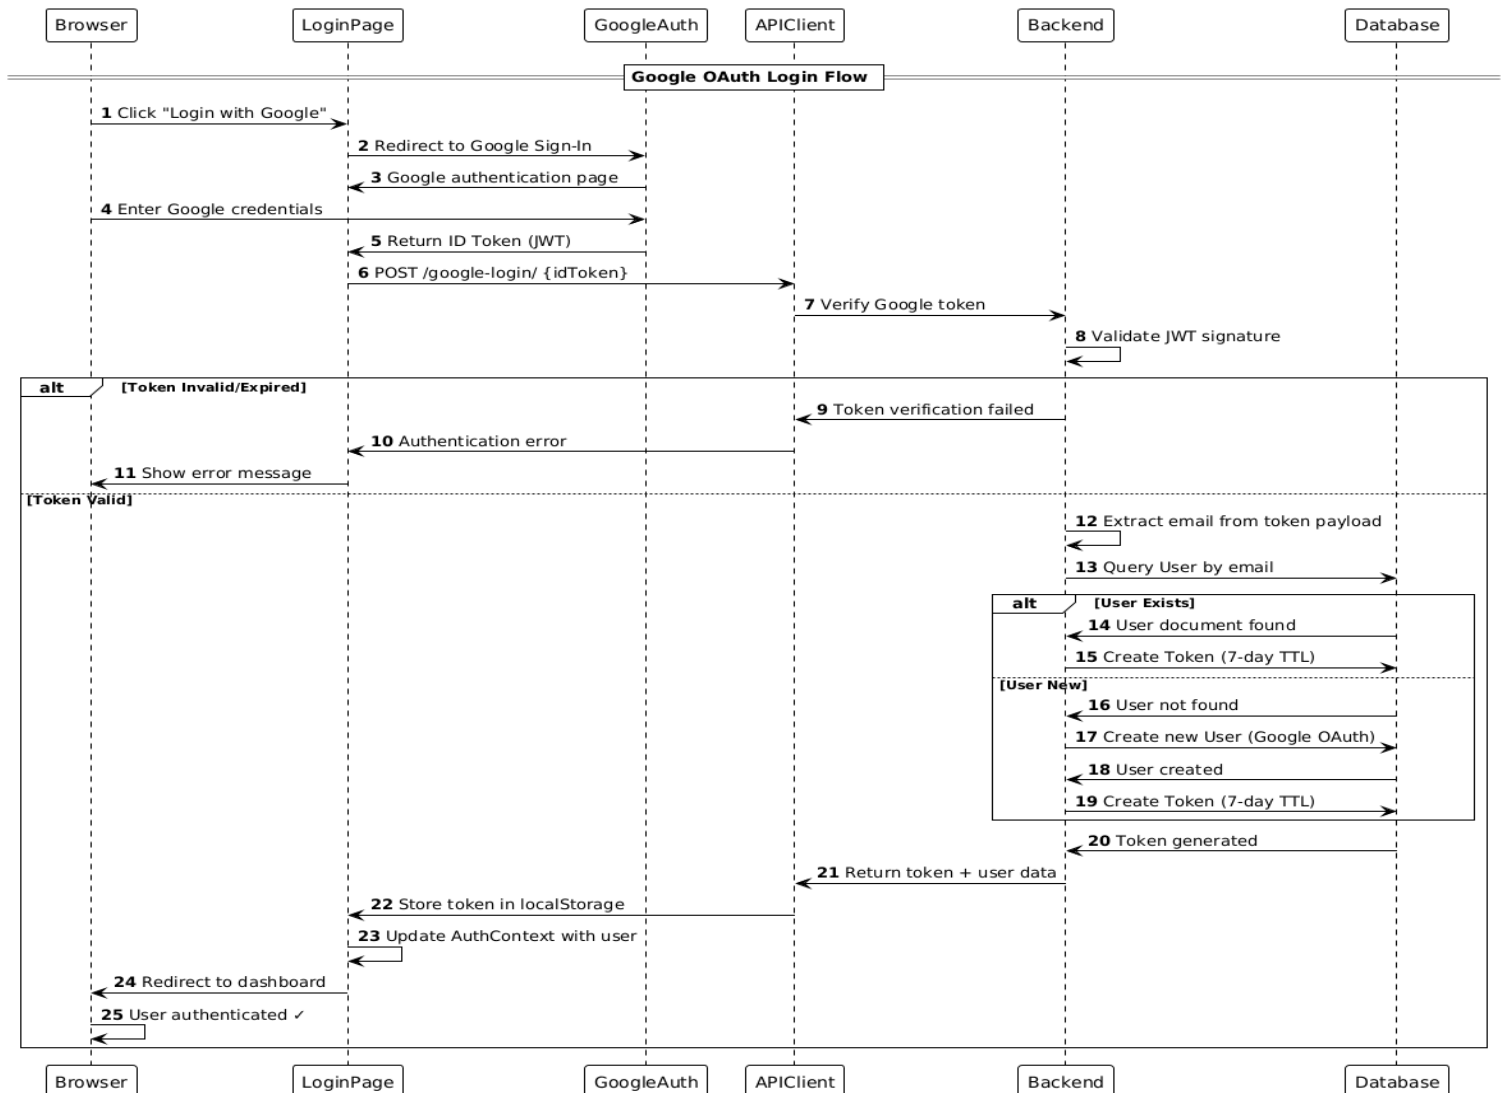 Browser LoginPage GoogleAuth APIClient Backend Database
Google OAuth Login Flow
1 Click "Login with Google"
2 Redirect to Google Sign-In
3 Google authentication page
4 Enter Google credentials
5 Return ID Token (JWT)
6 POST /google-login/ {idToken}
7 Verify Google token
8 Validate JWT signature
alt [Token Invalid/Expired]
9 Token verification failed
10 Authentication error
11 Show error message
[Token Valid]
12 Extract email from token payload
13 Query User by email
alt [User Exists]
14 User document found
15 Create Token (7-day TTL)
[User New]
16 User not found
17 Create new User (Google OAuth)
18 User created
19 Create Token (7-day TTL)
20 Token generated
21 Return token + user data
22 Store token in localStorage
23 Update AuthContext with user
24 Redirect to dashboard
25 User authenticated ✓
Browser LoginPage GoogleAuth APIClient Backend Database